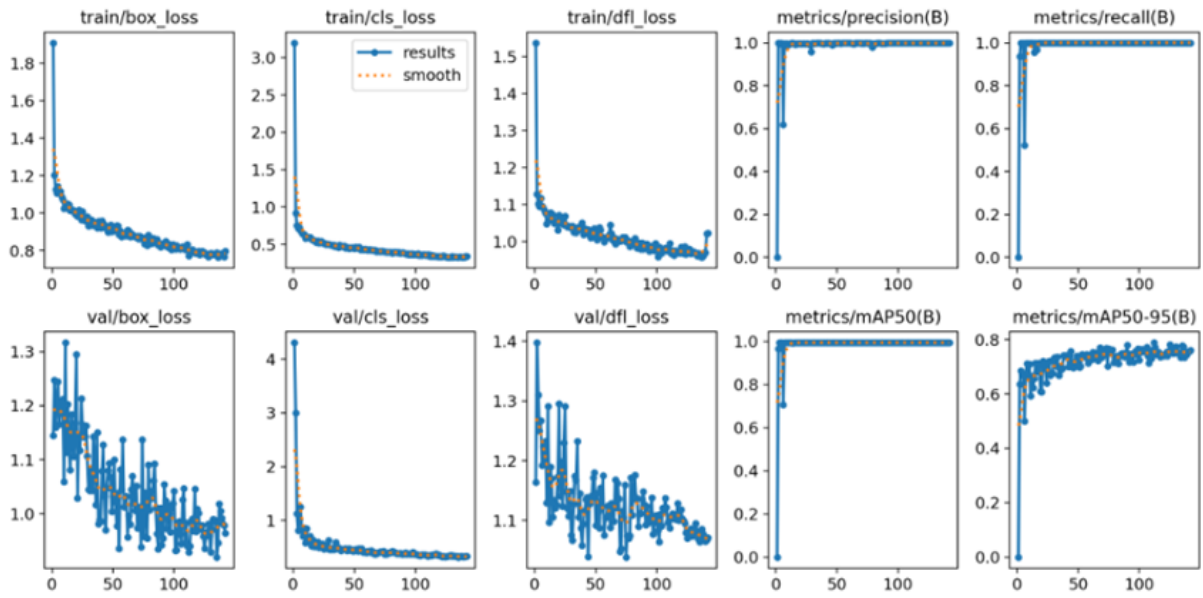 train/box_loss
train/cls_loss
train/dfl_loss
metrics/precision(B)
metrics/recall(B)
results
smooth
1.8
1.6
1.4
1.2
1.0
0.8
0 50 100
3.0
2.5
2.0
1.5
1.0
0.5
0 50 100
1.5
1.4
1.3
1.2
1.1
1.0
0 50 100
1.0
0.8
0.6
0.4
0.2
0.0
0 50 100
1.0
0.8
0.6
0.4
0.2
0.0
0 50 100
val/box_loss
val/cls_loss
val/dfl_loss
metrics/mAP50(B)
metrics/mAP50-95(B)
1.3
1.2
1.1
1.0
0 50 100
4
3
2
1
0 50 100
1.4
1.3
1.2
1.1
0 50 100
1.0
0.8
0.6
0.4
0.2
0.0
0 50 100
0.8
0.6
0.4
0.2
0.0
0 50 100